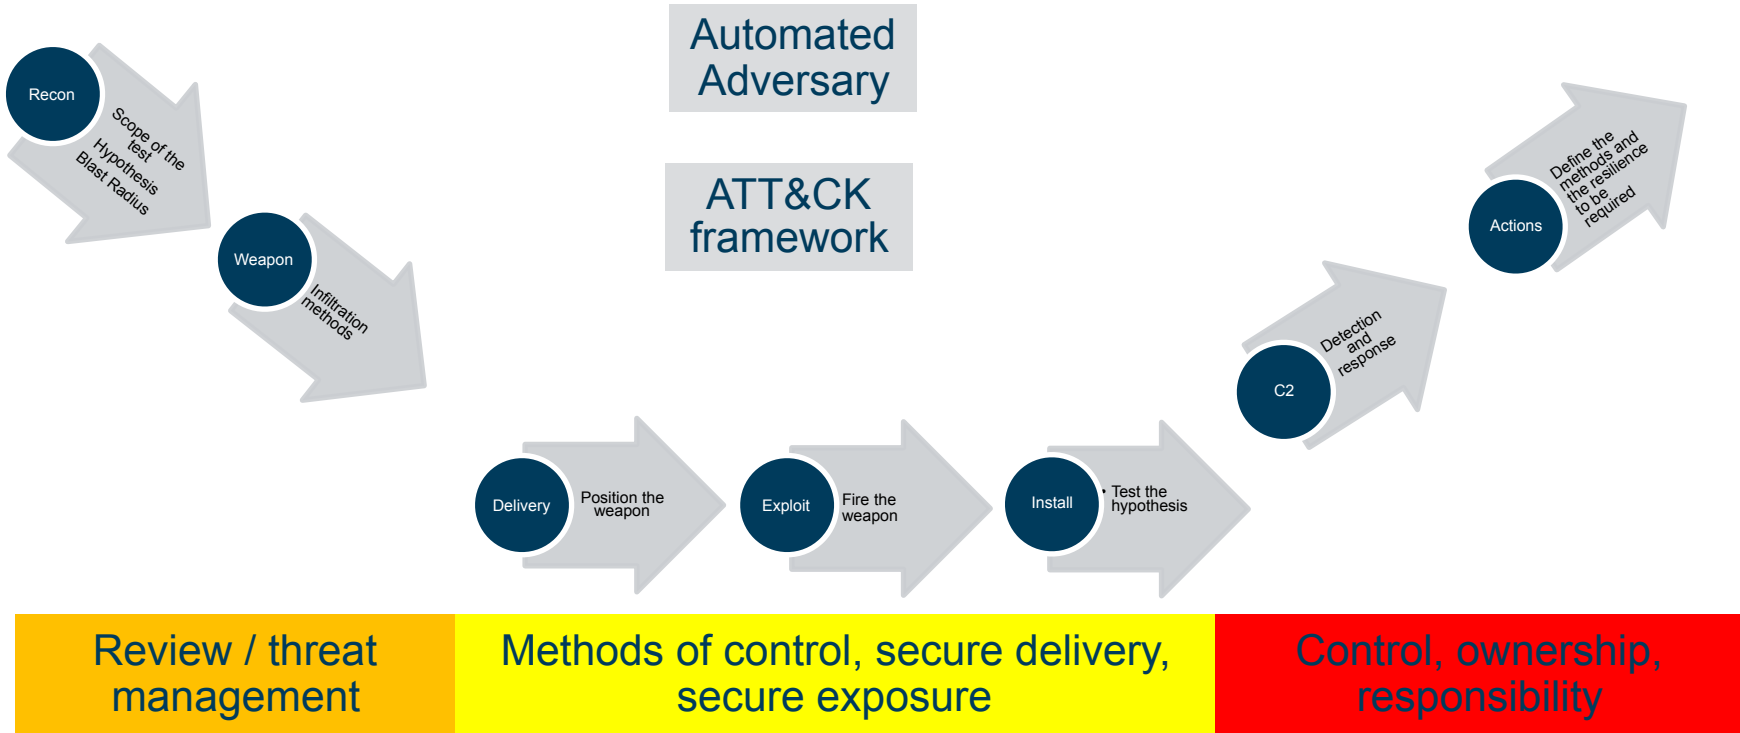 Automated
Adversary
ATT&CK
framework
Recon
Scope of the
test
Hypothesis
Blast Radius
Weapon
Infiltration
methods
Delivery
Position the
weapon
Exploit
Fire the
weapon
Install
• Test the
hypothesis
C2
Detection
and
response
Actions
Define the
methods and
the resilience
to be
required
Review / threat
management
Methods of control, secure delivery,
secure exposure
Control, ownership,
responsibility